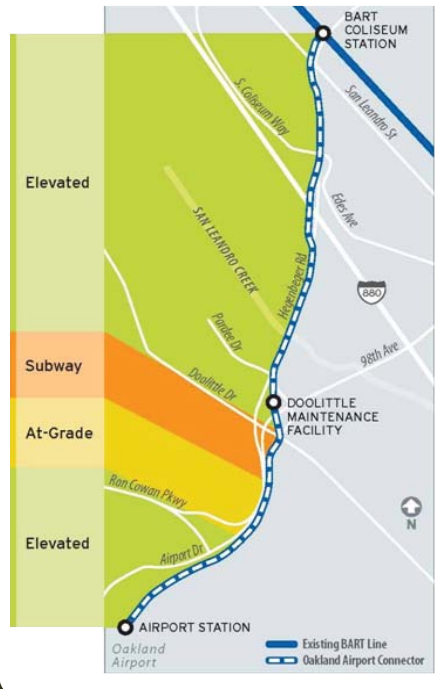 BART
COLISEUM
STATION
S. Coliseum Way
San Leandro St
Elevated
Edes Ave
SAN LEANDRO CREEK
Hegenbeger Rd
880
Pardee Dr
98th Ave
Subway
Doolittle Dr
DOOLITTLE
MAINTENANCE
FACILITY
At-Grade
Ron Cowan Pkwy
N
Elevated
Airport Dr
AIRPORT STATION
Oakland
Airport
Existing BART Line
Oakland Airport Connector